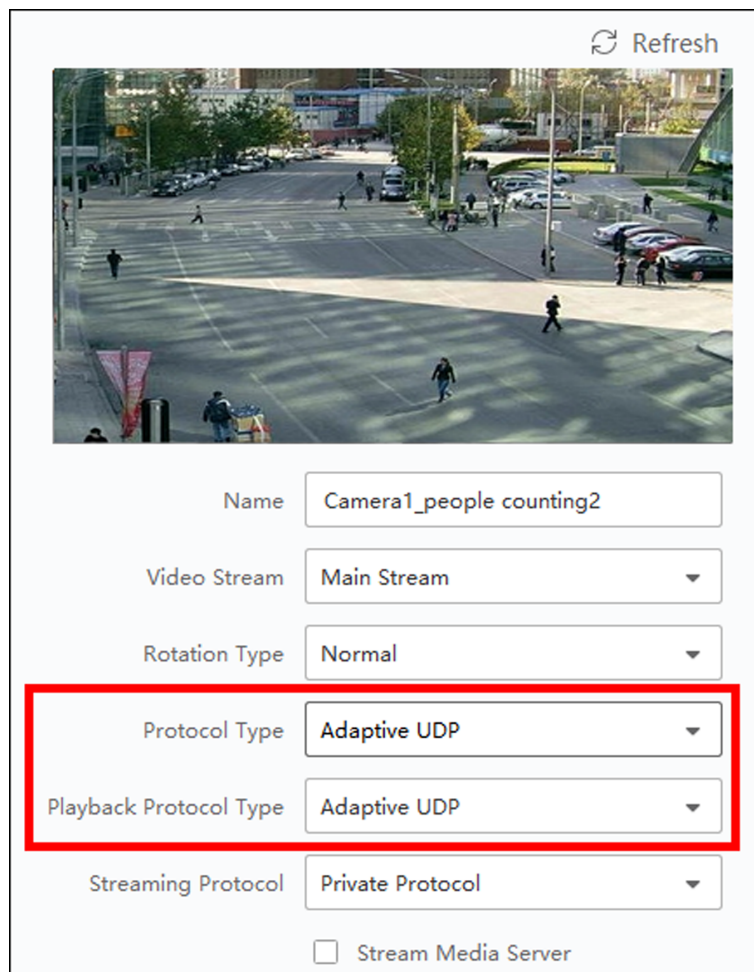 Refresh
Name Camera1_people counting2
Video Stream Main Stream
Rotation Type Normal
Protocol Type Adaptive UDP
Playback Protocol Type Adaptive UDP
Streaming Protocol Private Protocol
Stream Media Server